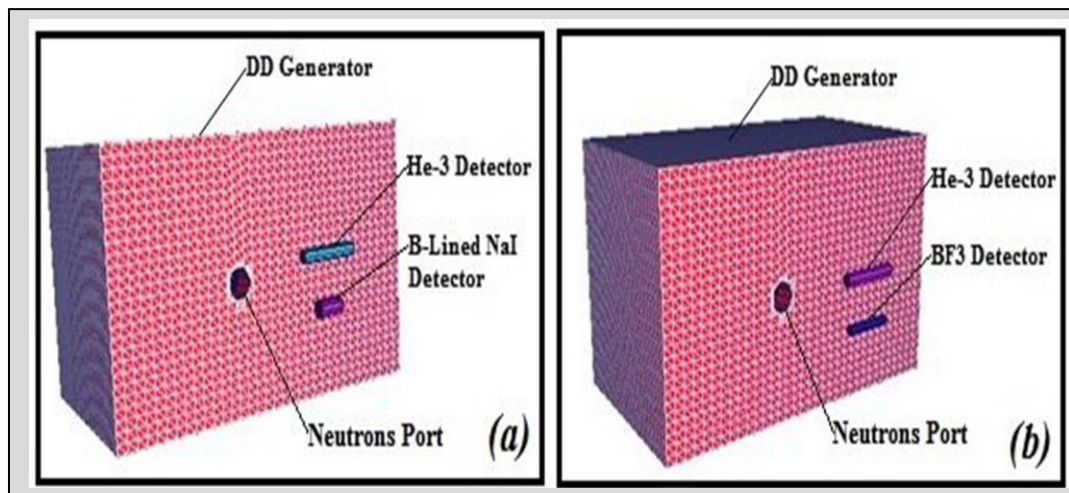 DD Generator
He-3 Detector
B-Lined NaI
Detector
Neutrons Port
(a)
DD Generator
He-3 Detector
BF3 Detector
Neutrons Port
(b)